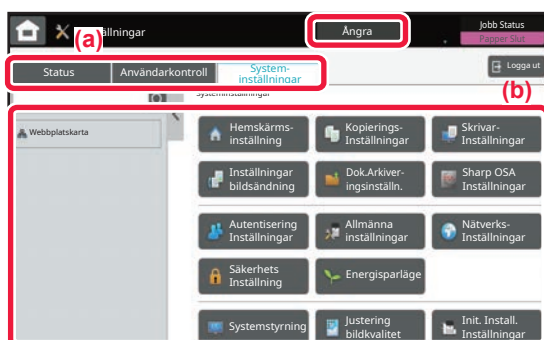 (a)
llningar
Ångra
Jobb Status
Papper Slut
Status
Användarkontroll
System-
inställningar
Logga ut
(b)
Systeminställningar
Webbplatskarta
Hemskärms-
inställning
Kopierings-
Inställningar
Skrivar-
Inställningar
Inställningar
bildsändning
Dok.Arkiver-
ingsinställn.
Sharp OSA
Inställningar
Autentisering
Inställningar
Allmänna
inställningar
Nätverks-
Inställningar
Säkerhets
Inställning
Energisparläge
Systemstyrning
Justering
bildkvalitet
Init. Install.
Inställningar